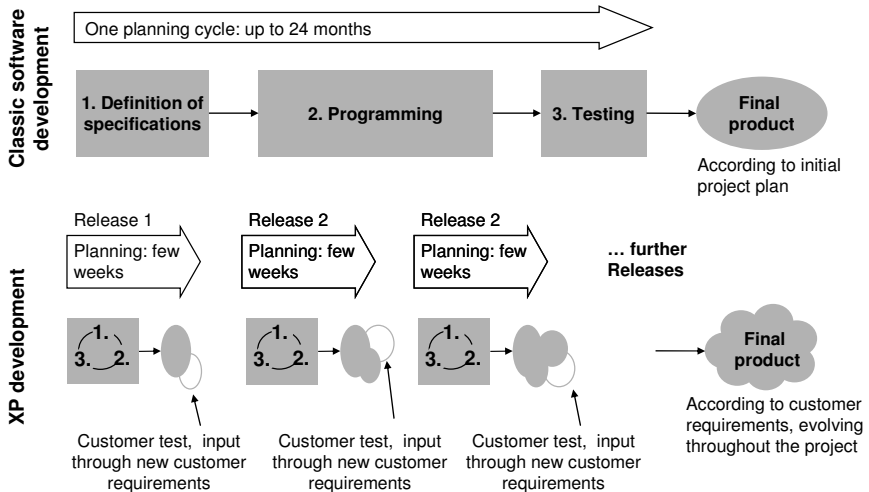 Classic software
development
One planning cycle: up to 24 months
1. Definition of
specifications
2. Programming
3. Testing
Final
product
According to initial
project plan
XP development
Release 1
Planning: few
weeks
Release 2
Planning: few
weeks
Release 2
Planning: few
weeks
... further
Releases
1.
3. 2.
1.
3. 2.
1.
3. 2.
Final
product
Customer test, input
through new customer
requirements
Customer test, input
through new customer
requirements
Customer test, input
through new customer
requirements
According to customer
requirements, evolving
throughout the project